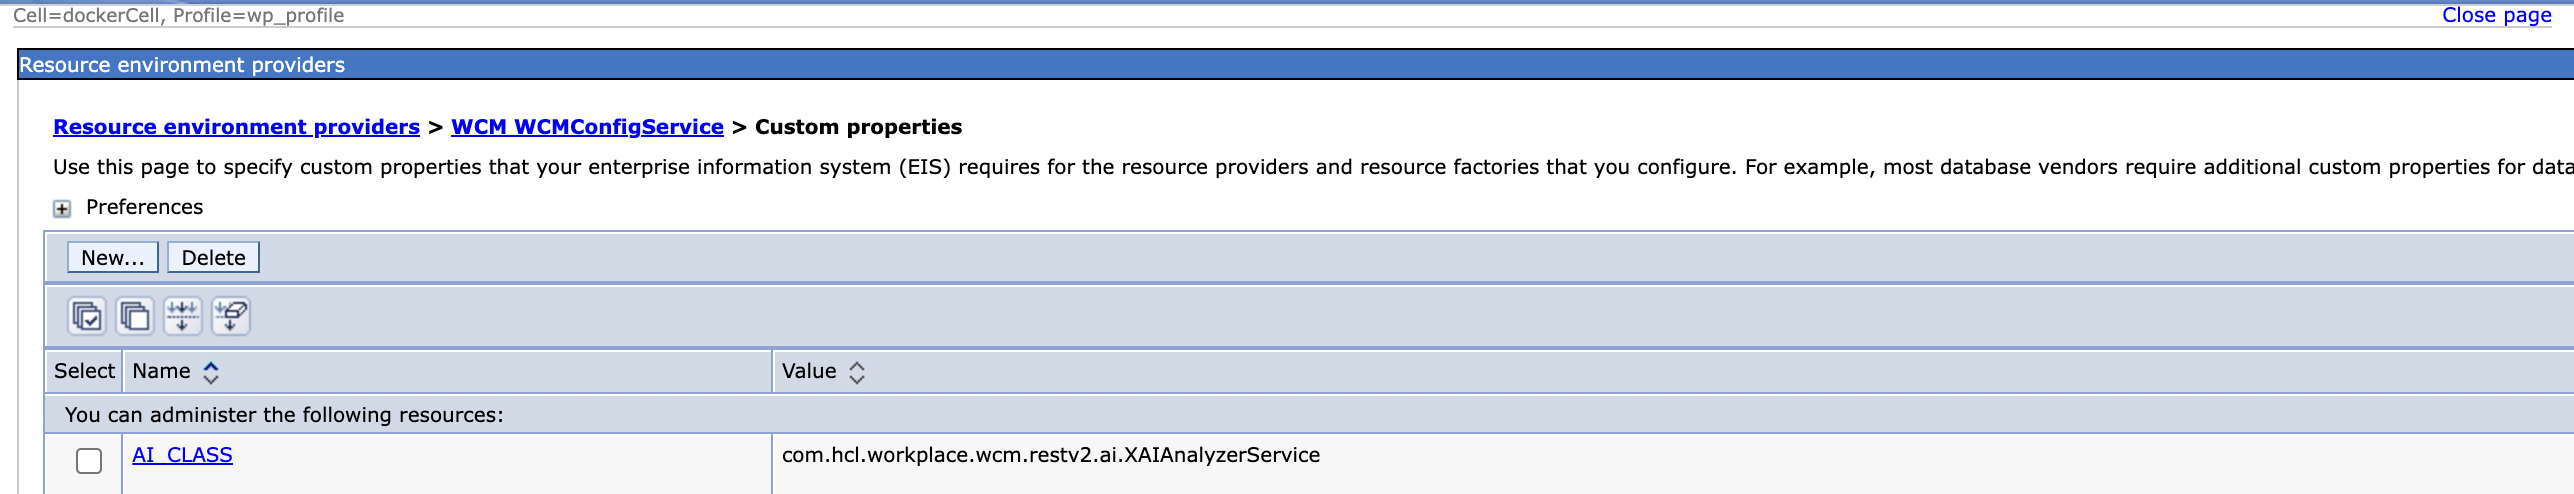 Cell=dockerCell, Profile=wp_profile
Close page
Resource environment providers
Resource environment providers > WCM WCMConfigService > Custom properties
Use this page to specify custom properties that your enterprise information system (EIS) requires for the resource providers and resource factories that you configure. For example, most database vendors require additional custom properties for data
Preferences
New... Delete
Select Name Value
You can administer the following resources:
AI_CLASS com.hcl.workplace.wcm.restv2.ai.XAIAnalyzerService